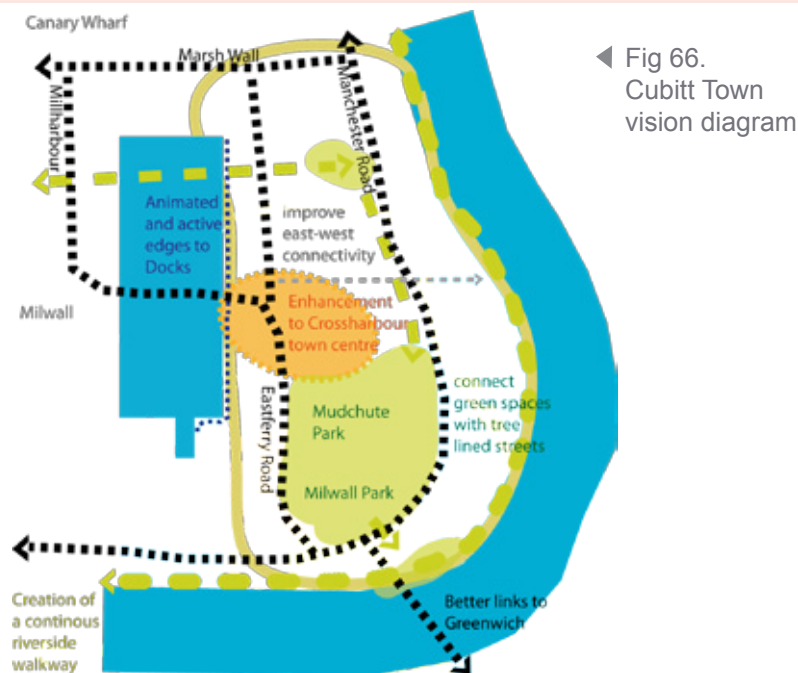 Canary Wharf
Marsh Wall
Fig 66.
Cubitt Town
vision diagram
Millharbour
Manchester Road
Animated
and active
edges to
Docks
improve
east-west
connectivity
Milwall
Enhancement
to Crossharbour
town centre
Eastferry Road
Mudchute
Park
connect
green spaces
with tree
lined streets
Milwall Park
Creation of
a continous
riverside
walkway
Better links to
Greenwich